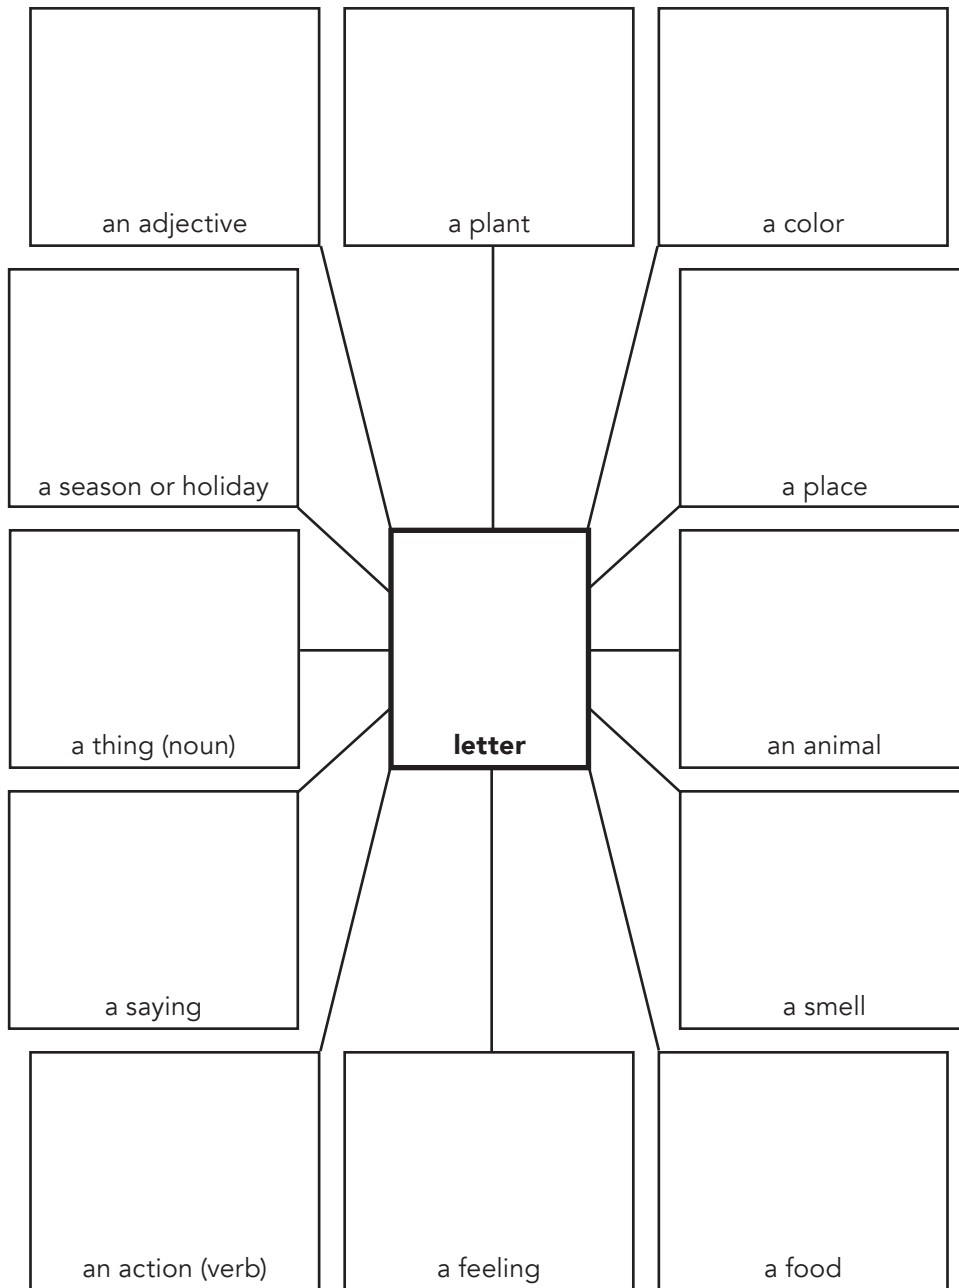 an adjective
a plant
a color
a season or holiday
a place
a thing (noun)
letter
an animal
a saying
a smell
an action (verb)
a feeling
a food